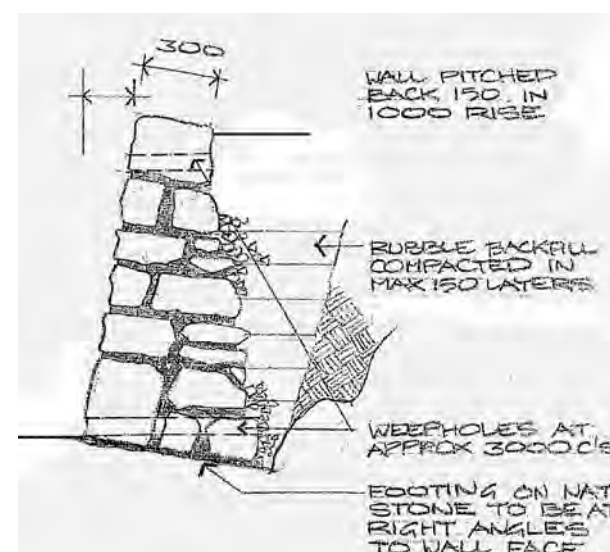 300
WALL PITCHED
BACK 150 IN
1000 RISE
RUBBLE BACKFILL
COMPACTED IN
MAX 150 LAYERS
WEEPHOLES AT
APPROX 3000 C's
FOOTING ON NAT
STONE TO BE AT
RIGHT ANGLES
TO WALL FACE